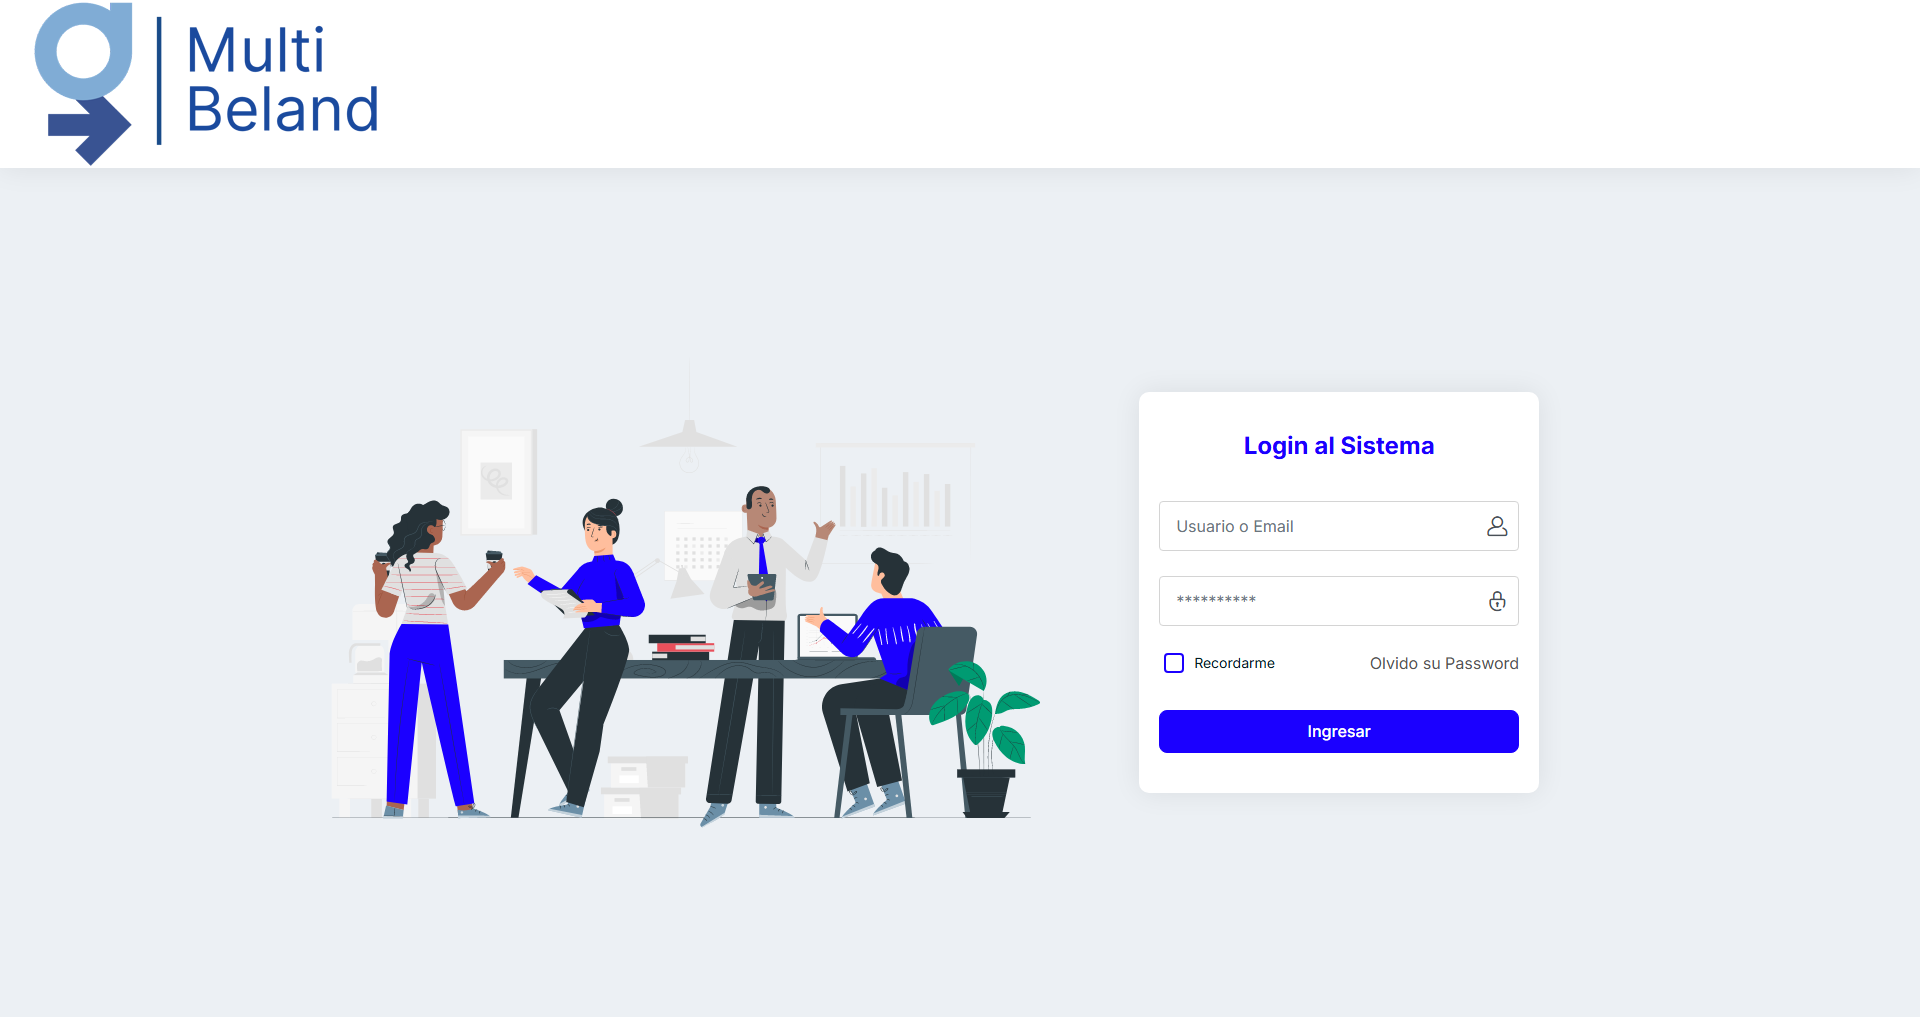 Multi
Beland
Login al Sistema
Usuario o Email
**********
Recordarme
Olvido su Password
Ingresar